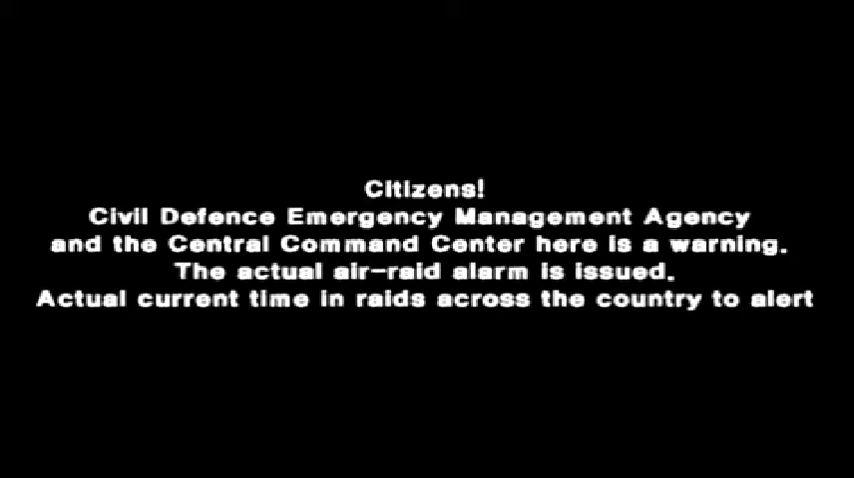 Citizens!
Civil Defence Emergency Management Agency
and the Central Command Center here is a warning.
The actual air-raid alarm is issued.
Actual current time in raids across the country to alert